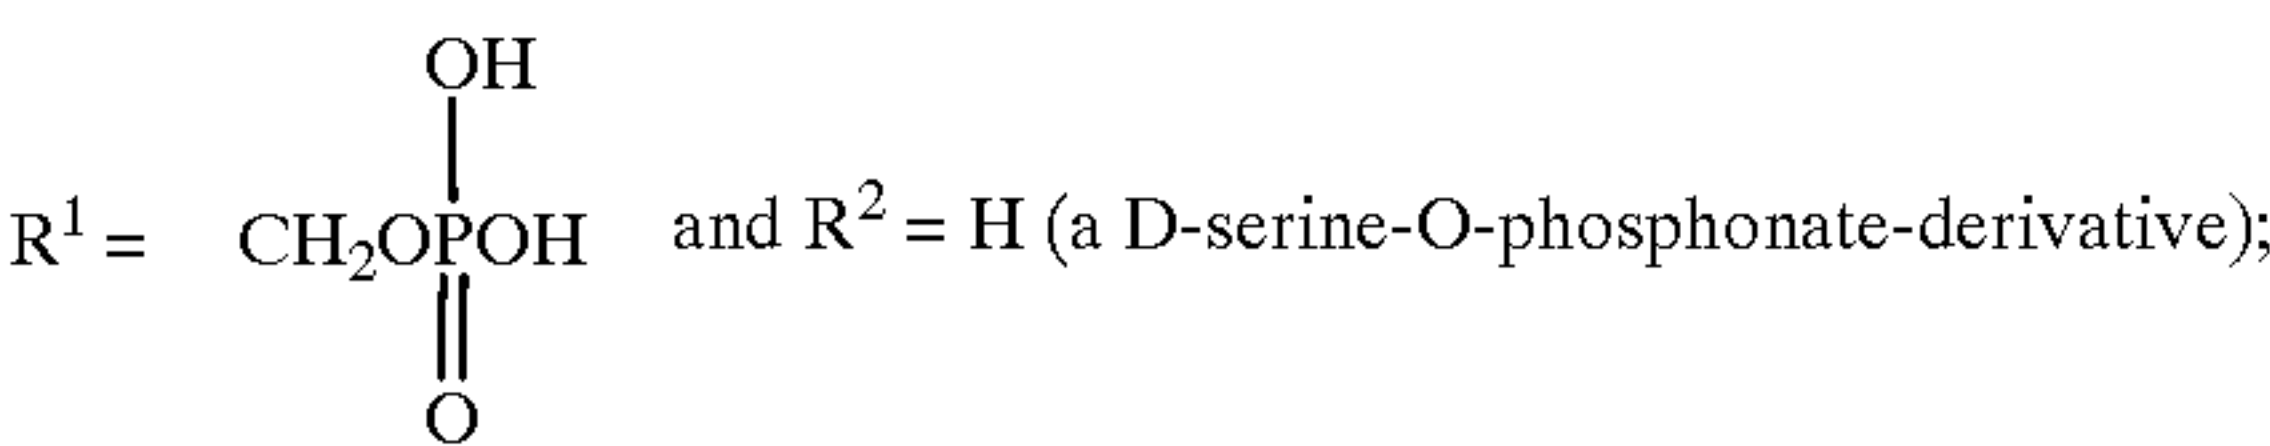 OH
R¹ = CH₂OPOH and R² = H (a D-serine-O-phosphonate-derivative);
O